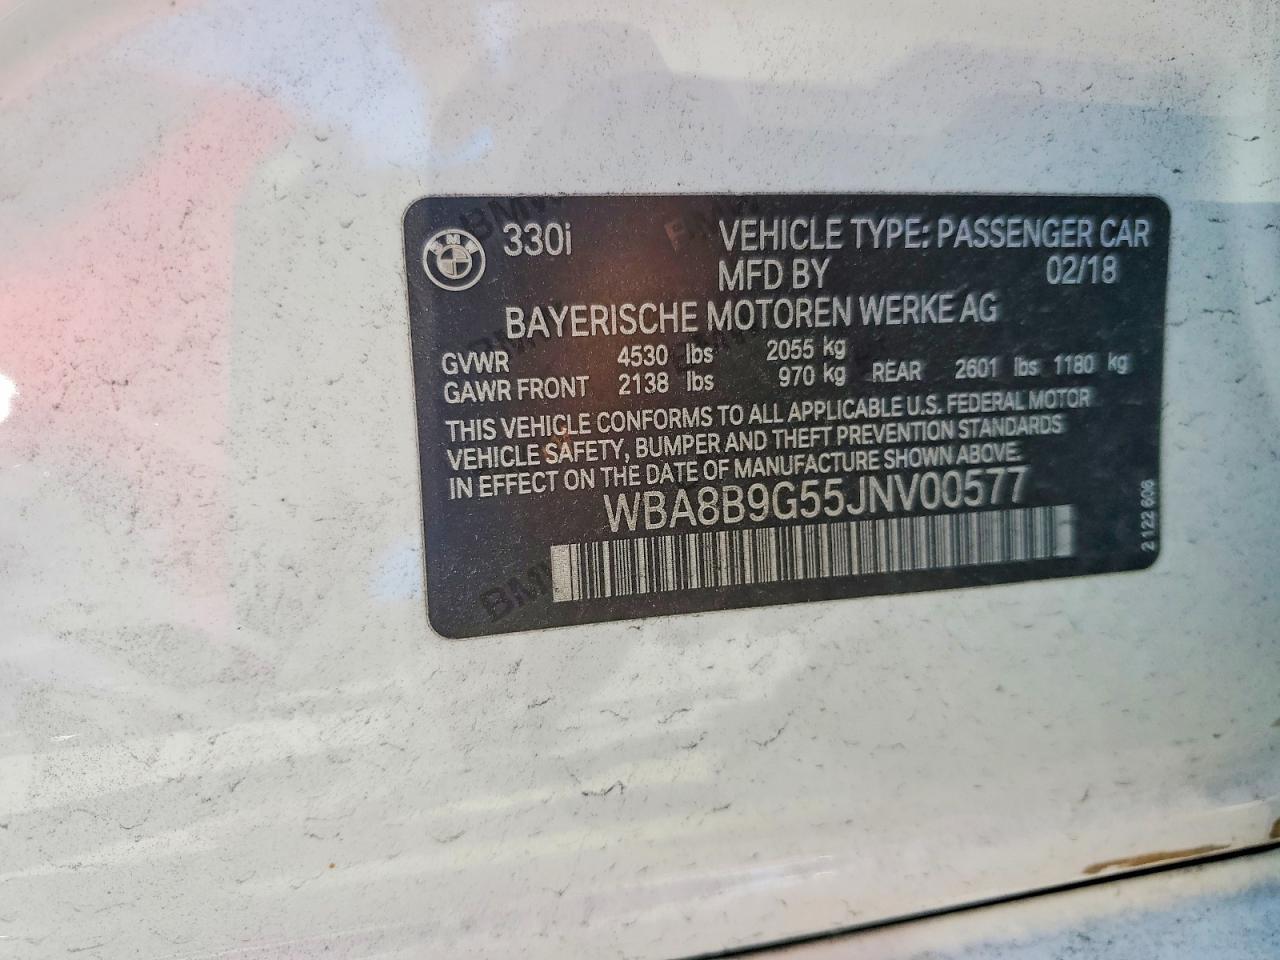 BMW 330i VEHICLE TYPE: PASSENGER CAR
MFD BY 02/18
BAYERISCHE MOTOREN WERKE AG
GVWR 4530 lbs 2055 kg
GAWR FRONT 2138 lbs 970 kg REAR 2601 lbs 1180 kg
THIS VEHICLE CONFORMS TO ALL APPLICABLE U.S. FEDERAL MOTOR
VEHICLE SAFETY, BUMPER AND THEFT PREVENTION STANDARDS
IN EFFECT ON THE DATE OF MANUFACTURE SHOWN ABOVE.
WBA8B9G55JNV00577
2 122 606